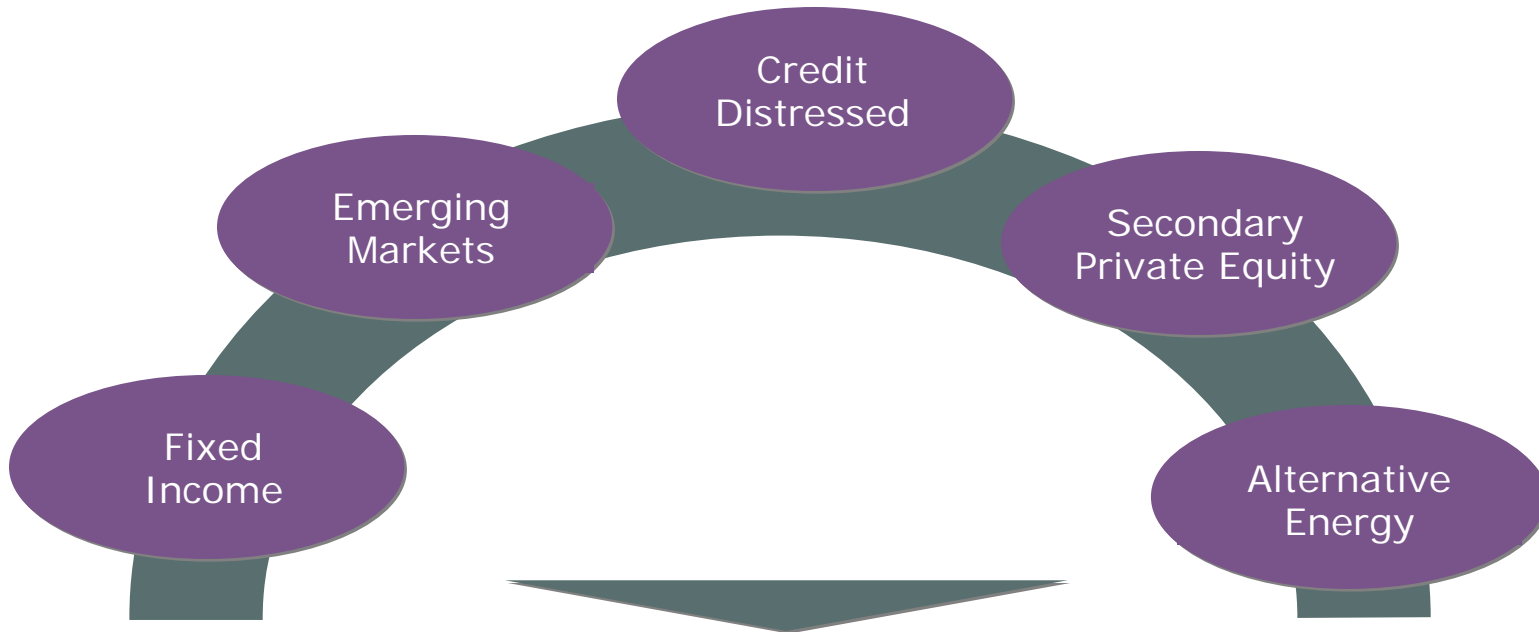 Credit
Distressed
Emerging
Markets
Secondary
Private Equity
Fixed
Income
Alternative
Energy